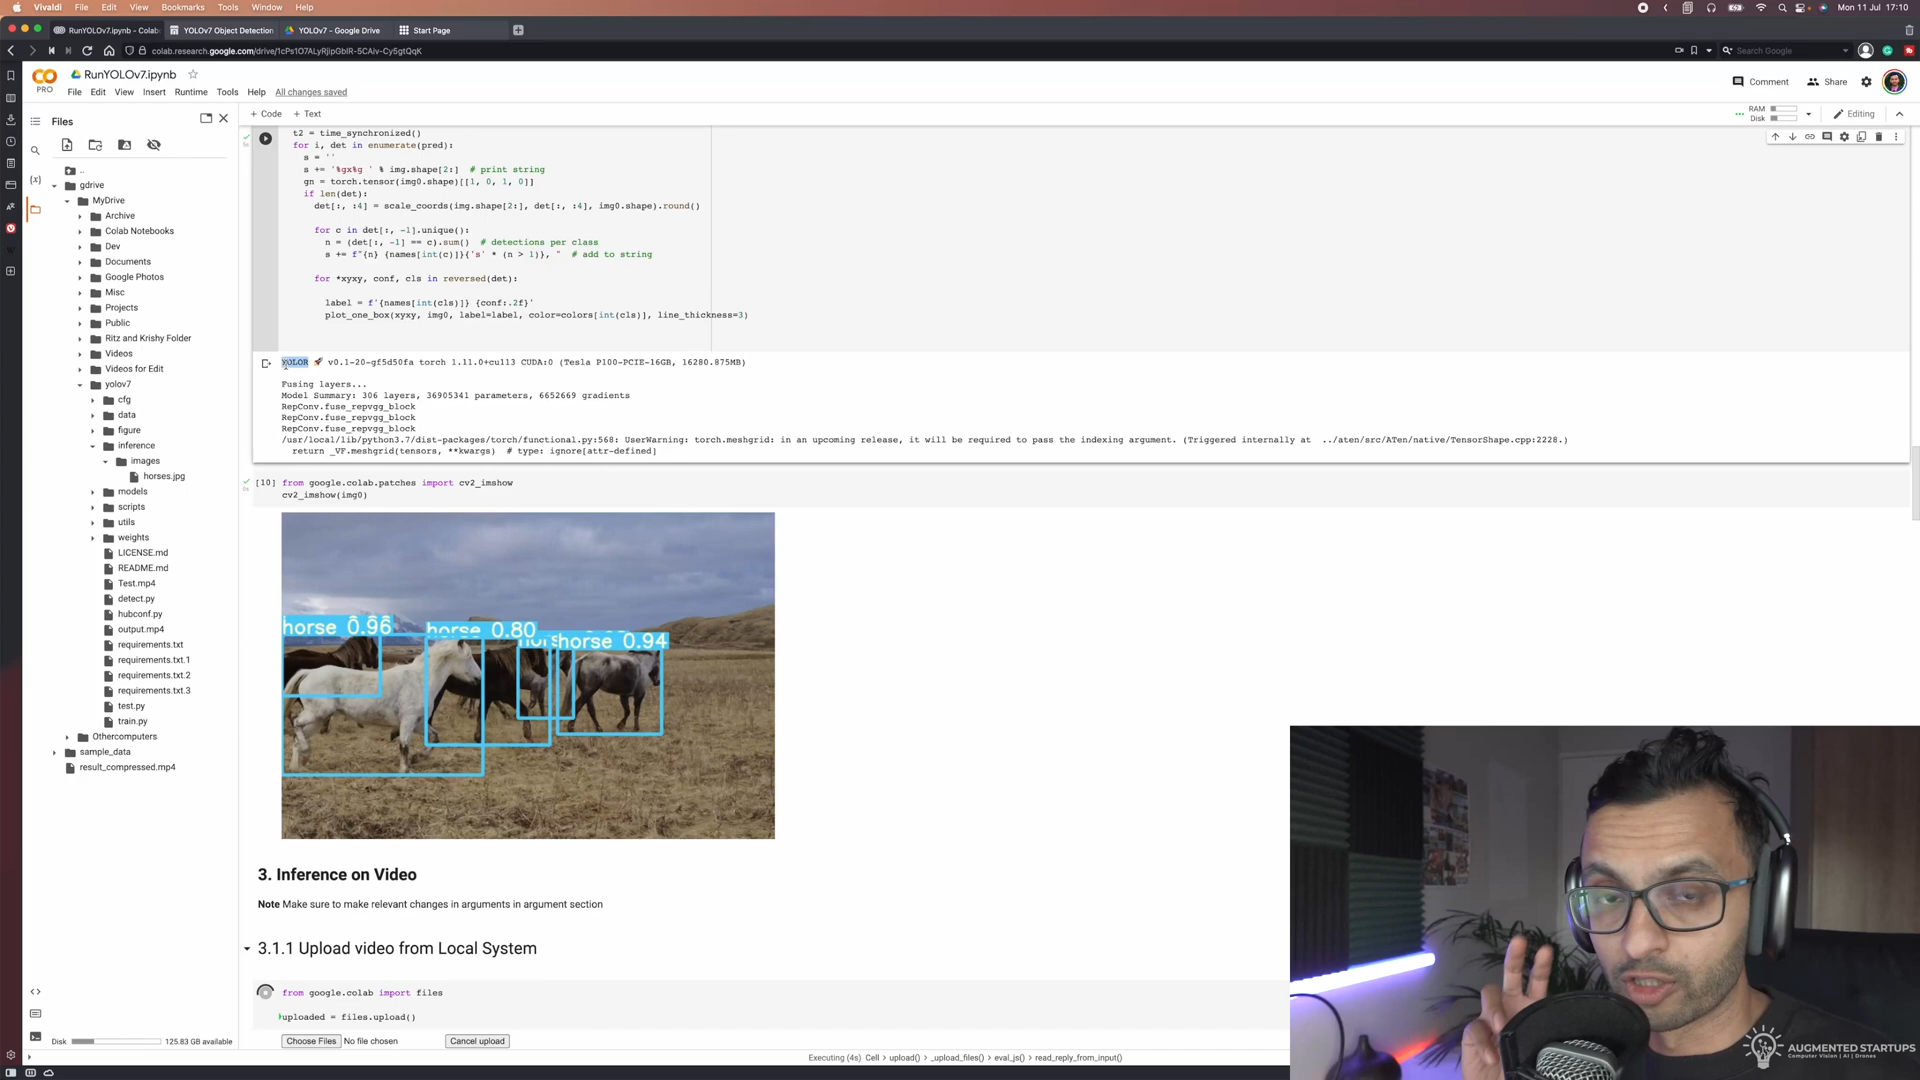 Vivaldi File Edit View Bookmarks Tools Window Help
Mon 11 Jul 17:10
RunYOLOv7.ipynb - Colab
YOLOv7 Object Detection
YOLOv7 - Google Drive
Start Page
colab.research.google.com/drive/1cPs1O7ALyRjipGbIR-5CAiv-Cy5gtQqK
Search Google
CO
PRO
RunYOLOv7.ipynb
File Edit View Insert Runtime Tools Help All changes saved
Comment
Share
Files
+ Code + Text
RAM
Disk
Editing
..
gdrive
MyDrive
Archive
Colab Notebooks
Dev
Documents
Google Photos
Misc
Projects
Public
Ritz and Krishy Folder
Videos
Videos for Edit
yolov7
cfg
data
figure
inference
images
horses.jpg
models
scripts
utils
weights
LICENSE.md
README.md
Test.mp4
detect.py
hubconf.py
output.mp4
requirements.txt
requirements.txt.1
requirements.txt.2
requirements.txt.3
test.py
train.py
Othercomputers
sample_data
result_compressed.mp4
Disk
125.83 GB available
t2 = time_synchronized()
for i, det in enumerate(pred):
s = ''
s += '%gx%g ' % img.shape[2:] # print string
gn = torch.tensor(img0.shape)[[1, 0, 1, 0]]
if len(det):
det[:, :4] = scale_coords(img.shape[2:], det[:, :4], img0.shape).round()
for c in det[:, -1].unique():
n = (det[:, -1] == c).sum() # detections per class
s += f"{n} {names[int(c)]}{'s' * (n > 1)}, " # add to string
for *xyxy, conf, cls in reversed(det):
label = f'{names[int(cls)]} {conf:.2f}'
plot_one_box(xyxy, img0, label=label, color=colors[int(cls)], line_thickness=3)
YOLOR 🚀 v0.1-20-gf5d50fa torch 1.11.0+cu113 CUDA:0 (Tesla P100-PCIE-16GB, 16280.875MB)
Fusing layers...
Model Summary: 306 layers, 36905341 parameters, 6652669 gradients
RepConv.fuse_repvgg_block
RepConv.fuse_repvgg_block
RepConv.fuse_repvgg_block
/usr/local/lib/python3.7/dist-packages/torch/functional.py:568: UserWarning: torch.meshgrid: in an upcoming release, it will be required to pass the indexing argument. (Triggered internally at ../aten/src/ATen/native/TensorShape.cpp:2228.)
return _VF.meshgrid(tensors, **kwargs) # type: ignore[attr-defined]
[10] from google.colab.patches import cv2_imshow
cv2_imshow(img0)
horse 0.96
horse 0.80
horse 0.94
3. Inference on Video
Note Make sure to make relevant changes in arguments in argument section
3.1.1 Upload video from Local System
from google.colab import files
uploaded = files.upload()
Choose Files No file chosen
Cancel upload
Executing (4s) Cell > upload() > _upload_files() > eval_js() > read_reply_from_input()
AUGMENTED STARTUPS
Computer Vision | AI | Drones